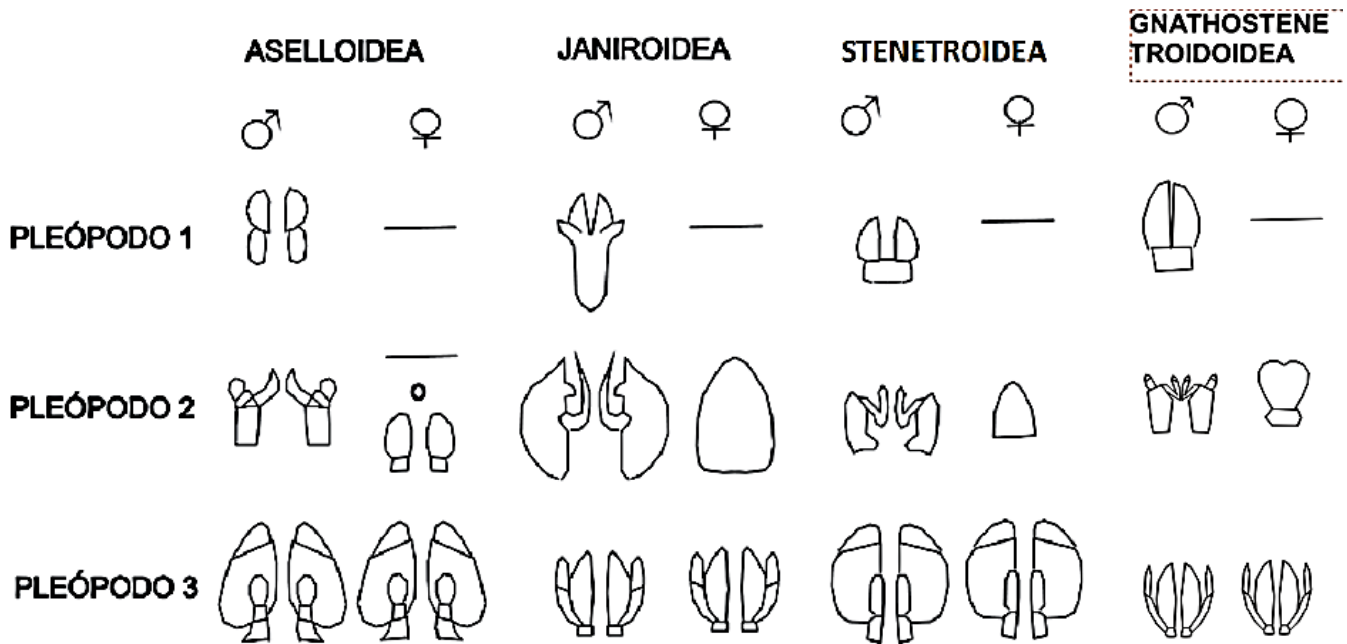 ASELLOIDEA
JANIROIDEA
STENETROIDEA
GNATHOSTENE
TROIDOIDEA
♂ ♀ ♂ ♀ ♂ ♀ ♂ ♀
PLEÓPODO 1
PLEÓPODO 2
o
PLEÓPODO 3